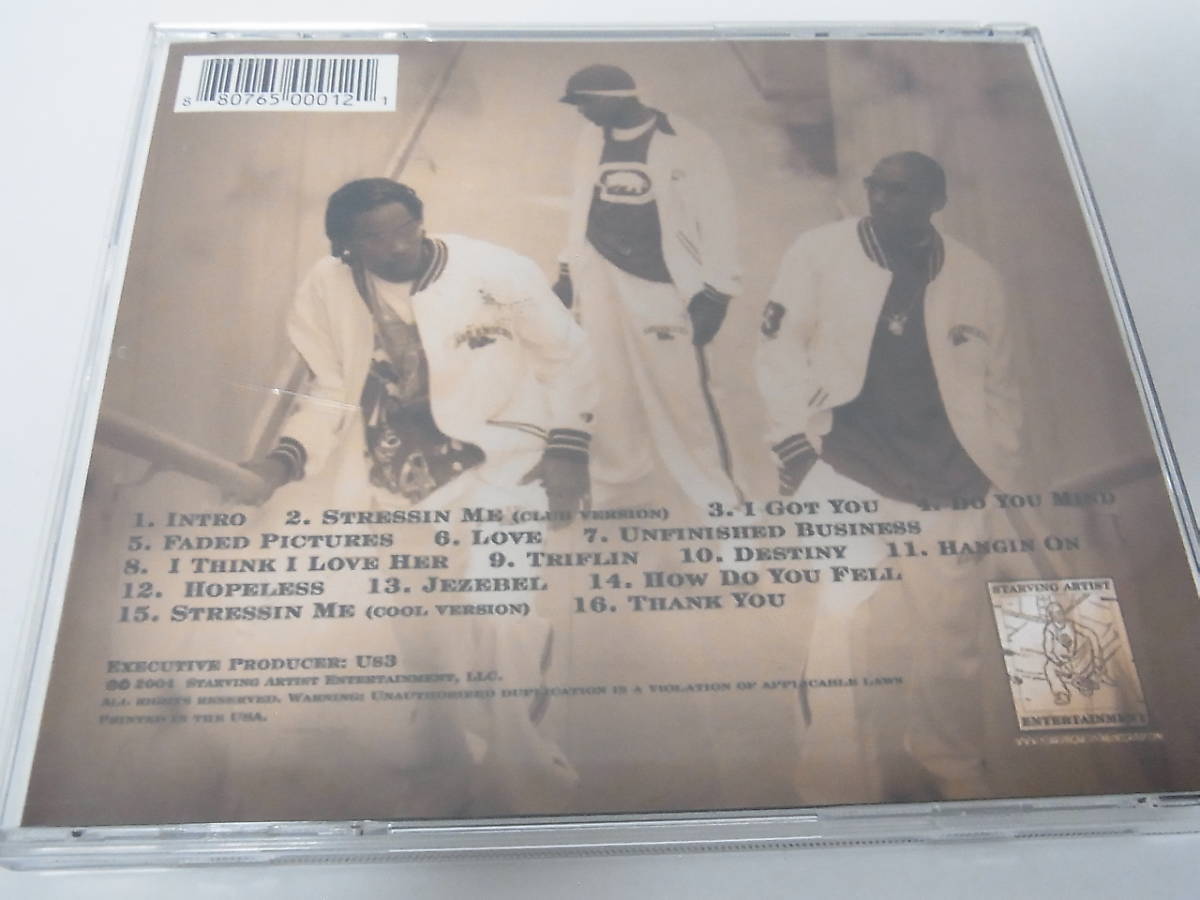 8 80765 00012 1
3
1. Intro 2. Stressin Me (Club Version) 3. I Got You 4. Do You Mind
5. Faded Pictures 6. Love 7. Unfinished Business
8. I Think I Love Her 9. Triflin 10. Destiny 11. Hangin On
12. Hopeless 13. Jezebel 14. How Do You Fell
15. Stressin Me (Cool Version) 16. Thank You
Executive Producer: Us3
℗© 2004 Starving Artist Entertainment, LLC.
All rights reserved. Warning: Unauthorized duplication is a violation of applicable laws
Printed in the USA.
Starving Artist
Entertainment